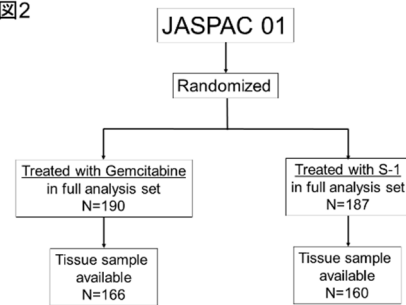 図2
JASPAC 01
Randomized
Treated with Gemcitabine
in full analysis set
N=190
Treated with S-1
in full analysis set
N=187
Tissue sample
available
N=166
Tissue sample
available
N=160